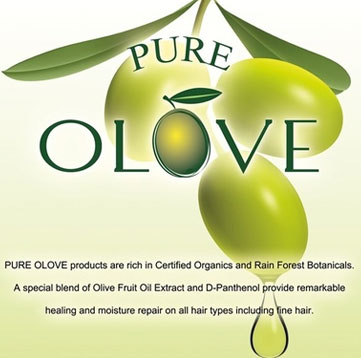 PURE
OLOVE
PURE OLOVE products are rich in Certified Organics and Rain Forest Botanicals.
A special blend of Olive Fruit Oil Extract and D-Panthenol provide remarkable
healing and moisture repair on all hair types including fine hair.